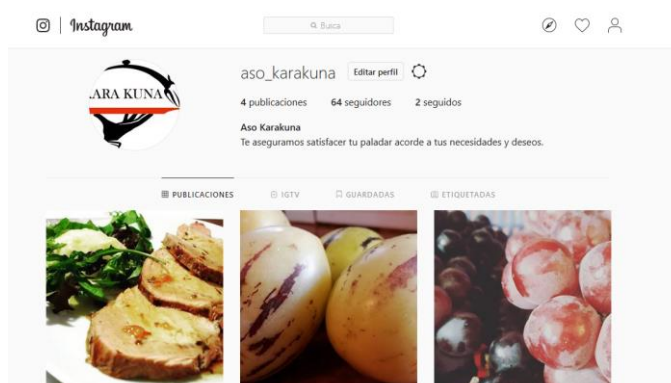 Instagram
Busca
aso_karakuna Editar perfil
ARA KUNA
4 publicaciones 64 seguidores 2 seguidos
Aso Karakuna
Te aseguramos satisfacer tu paladar acorde a tus necesidades y deseos.
PUBLICACIONES IGTV GUARDADAS ETIQUETADAS